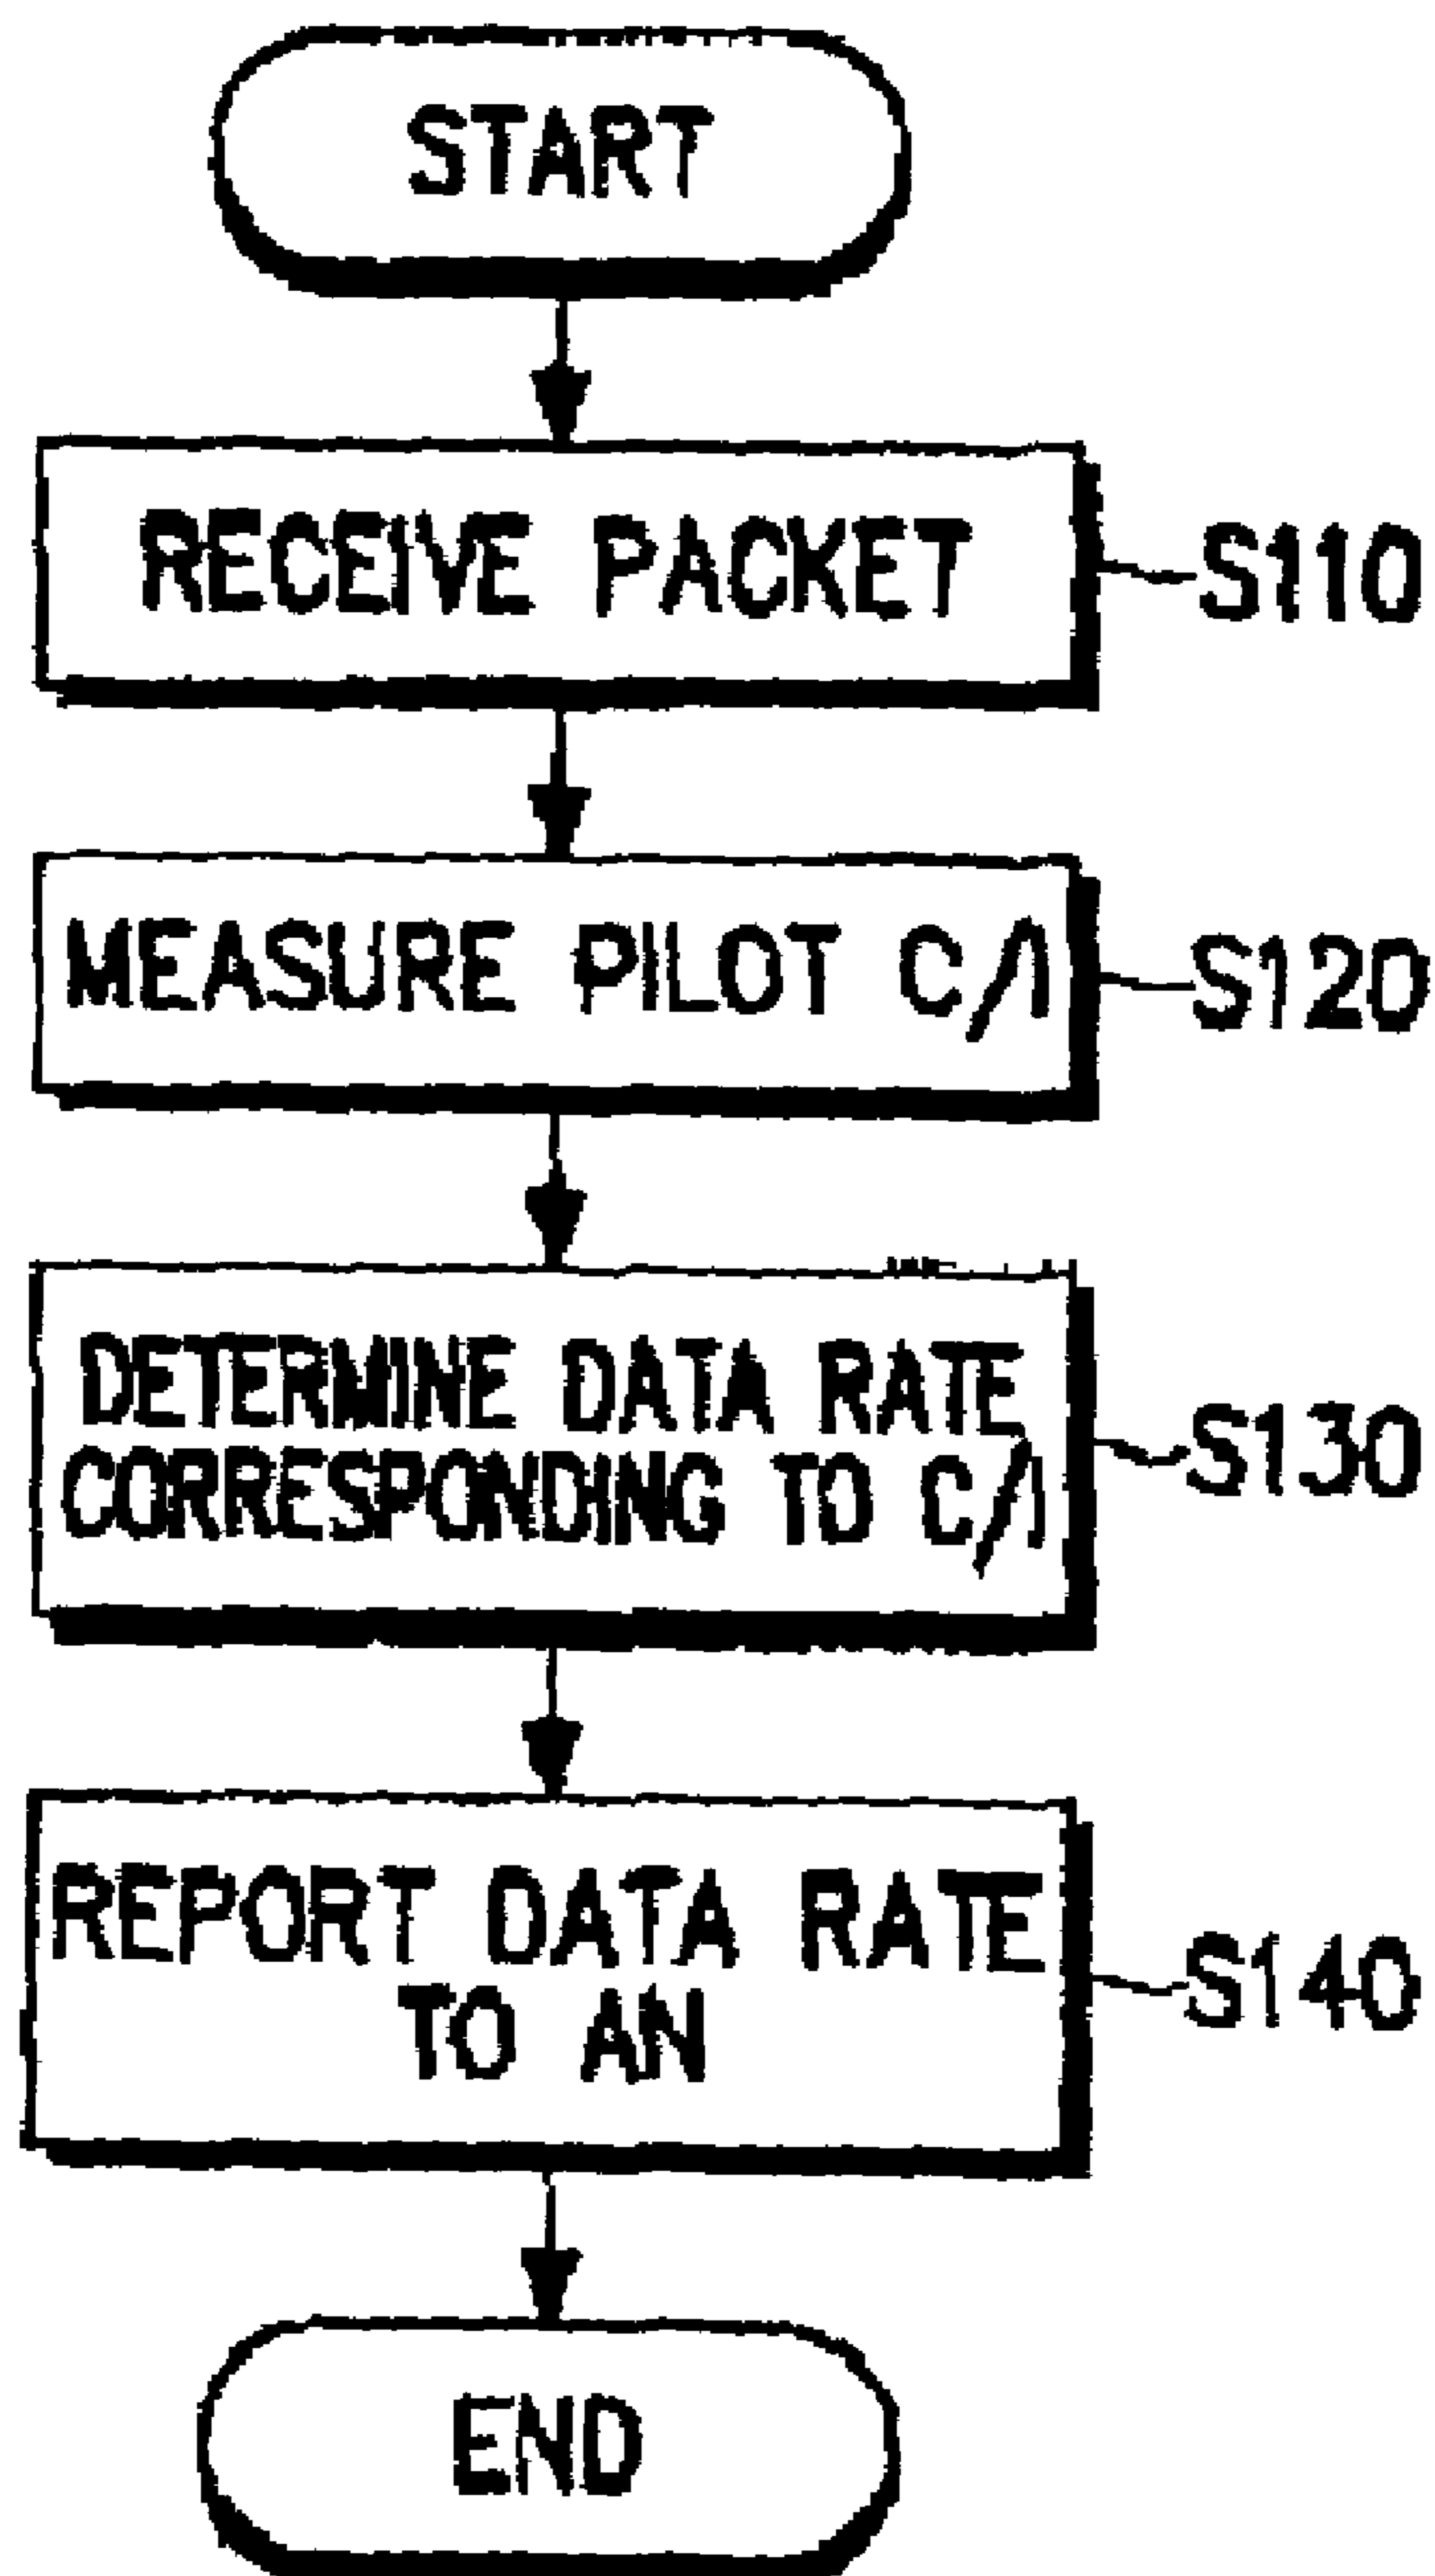 START
RECEIVE PACKET
S110
MEASURE PILOT C/I
S120
DETERMINE DATA RATE
CORRESPONDING TO C/I
S130
REPORT DATA RATE
TO AN
S140
END